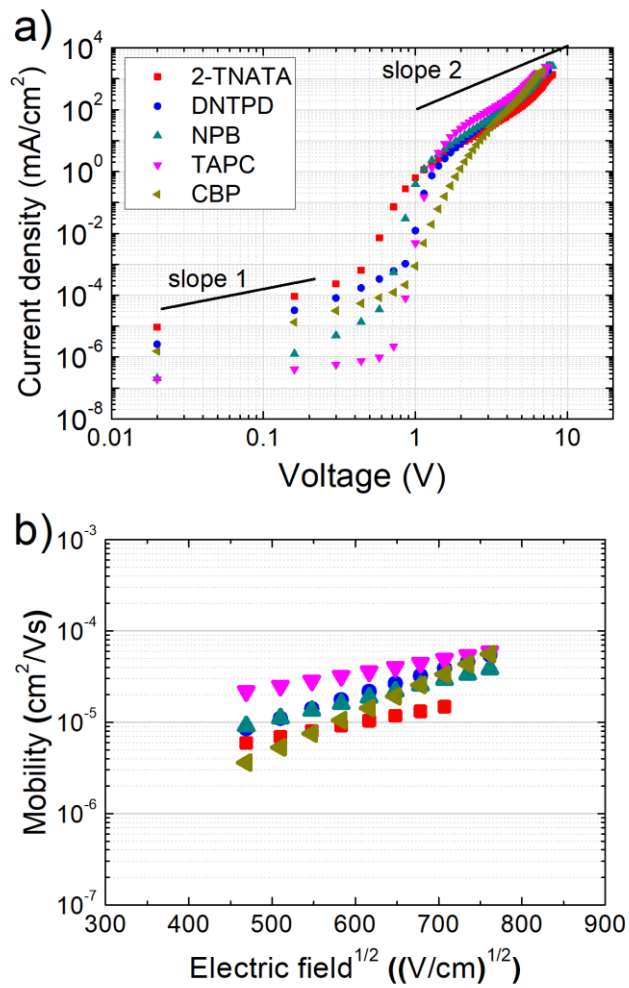 a)
10^4
10^2
10^0
10^-2
10^-4
10^-6
10^-8
Current density (mA/cm^2)
2-TNATA
DNTPD
NPB
TAPC
CBP
slope 2
slope 1
0.01 0.1 1 10
Voltage (V)
b)
10^-3
10^-4
10^-5
10^-6
10^-7
Mobility (cm^2/Vs)
300 400 500 600 700 800 900
Electric field^1/2 ((V/cm)^1/2)